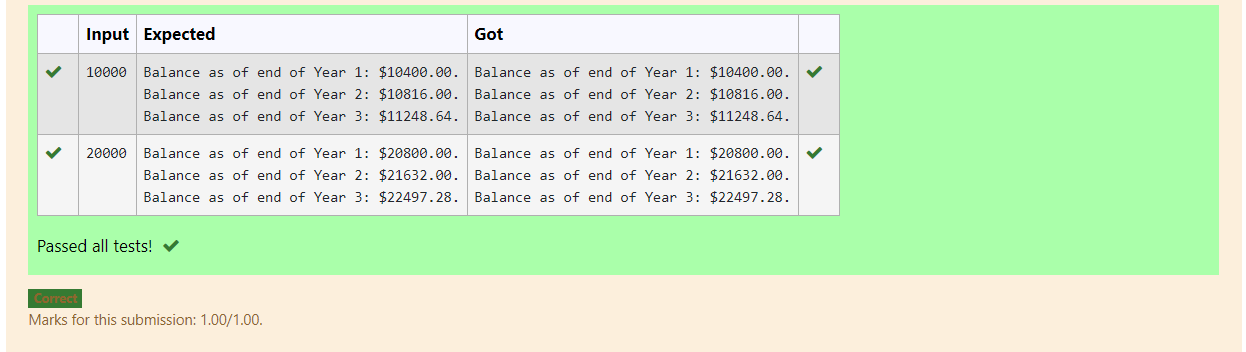 Input Expected Got
10000 Balance as of end of Year 1: $10400.00. Balance as of end of Year 1: $10400.00.
Balance as of end of Year 2: $10816.00. Balance as of end of Year 2: $10816.00.
Balance as of end of Year 3: $11248.64. Balance as of end of Year 3: $11248.64.
20000 Balance as of end of Year 1: $20800.00. Balance as of end of Year 1: $20800.00.
Balance as of end of Year 2: $21632.00. Balance as of end of Year 2: $21632.00.
Balance as of end of Year 3: $22497.28. Balance as of end of Year 3: $22497.28.
Passed all tests!
Correct
Marks for this submission: 1.00/1.00.